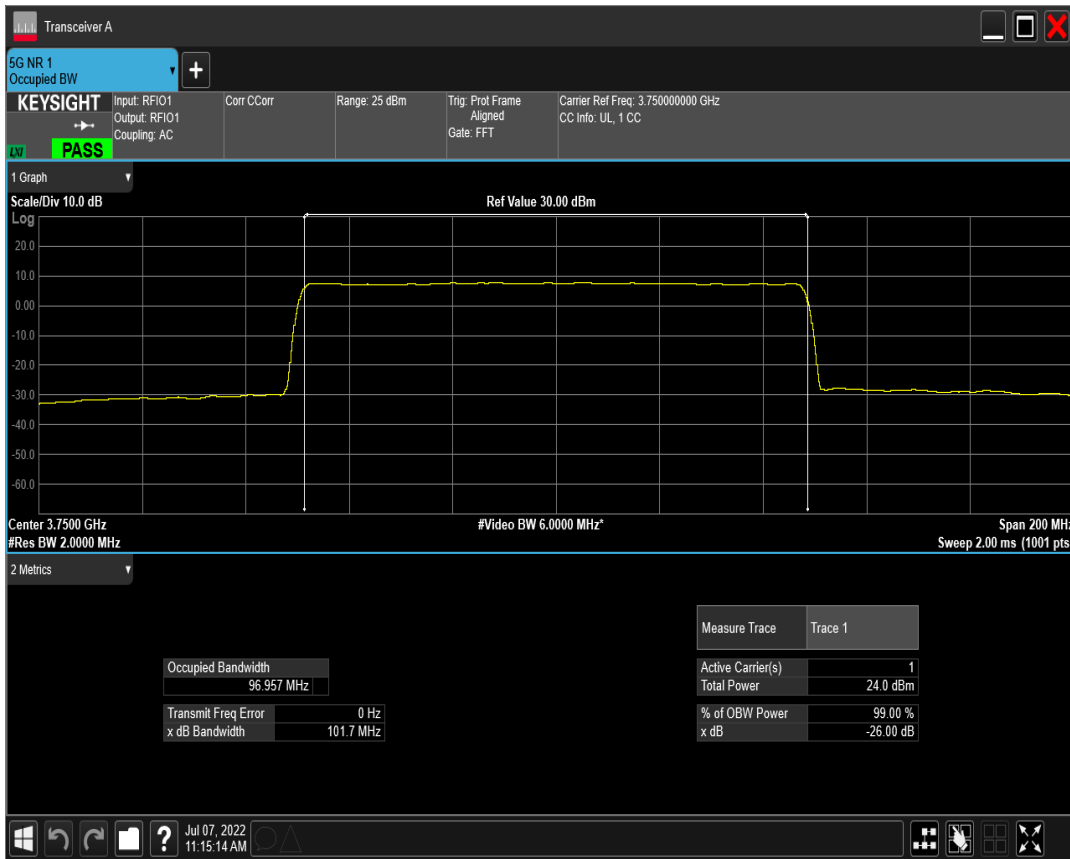 Transceiver A
5G NR 1
Occupied BW
+
KEYSIGHT
LXI
PASS
Input: RFIO1
Output: RFIO1
Coupling: AC
Corr CCorr
Range: 25 dBm
Trig: Prot Frame
Aligned
Gate: FFT
Carrier Ref Freq: 3.750000000 GHz
CC Info: UL, 1 CC
1 Graph
Scale/Div 10.0 dB
Ref Value 30.00 dBm
Log
20.0
10.0
0.00
-10.0
-20.0
-30.0
-40.0
-50.0
-60.0
Center 3.7500 GHz
#Video BW 6.0000 MHz*
Span 200 MHz
#Res BW 2.0000 MHz
Sweep 2.00 ms (1001 pts
2 Metrics
Measure Trace Trace 1
Occupied Bandwidth
96.957 MHz
Active Carrier(s) 1
Total Power 24.0 dBm
Transmit Freq Error 0 Hz
x dB Bandwidth 101.7 MHz
% of OBW Power 99.00 %
x dB -26.00 dB
?
Jul 07, 2022
11:15:14 AM